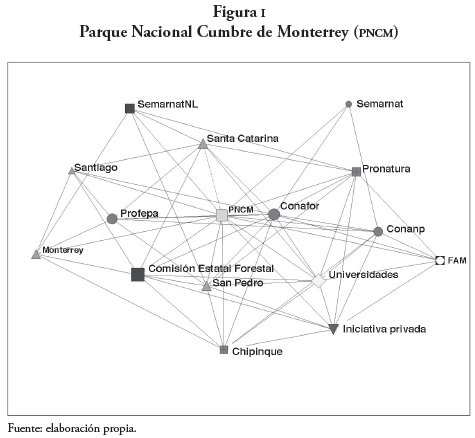 Figura I
Parque Nacional Cumbre de Monterrey (PNCM)
SemarnatNL
Semarnat
Santa Catarina
Santiago
Pronatura
Profepa
PNCM
Conafor
Conanp
Monterrey
FAM
Comisión Estatal Forestal
San Pedro
Universidades
Iniciativa privada
Chipinque
Fuente: elaboración propia.